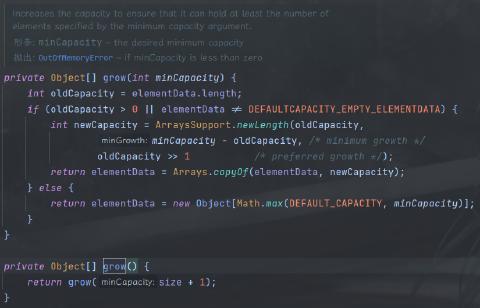 Increases the capacity to ensure that it can hold at least the number of
elements specified by the minimum capacity argument.
形参: minCapacity – the desired minimum capacity
抛出: OutOfMemoryError – if minCapacity is less than zero
private Object[] grow(int minCapacity) {
int oldCapacity = elementData.length;
if (oldCapacity > 0 || elementData ≠ DEFAULTCAPACITY_EMPTY_ELEMENTDATA) {
int newCapacity = ArraysSupport.newLength(oldCapacity,
minGrowth: minCapacity - oldCapacity, /* minimum growth */
oldCapacity >> 1 /* preferred growth */);
return elementData = Arrays.copyOf(elementData, newCapacity);
} else {
return elementData = new Object[Math.max(DEFAULT_CAPACITY, minCapacity)];
}
}
private Object[] grow() {
return grow( minCapacity: size + 1);
}